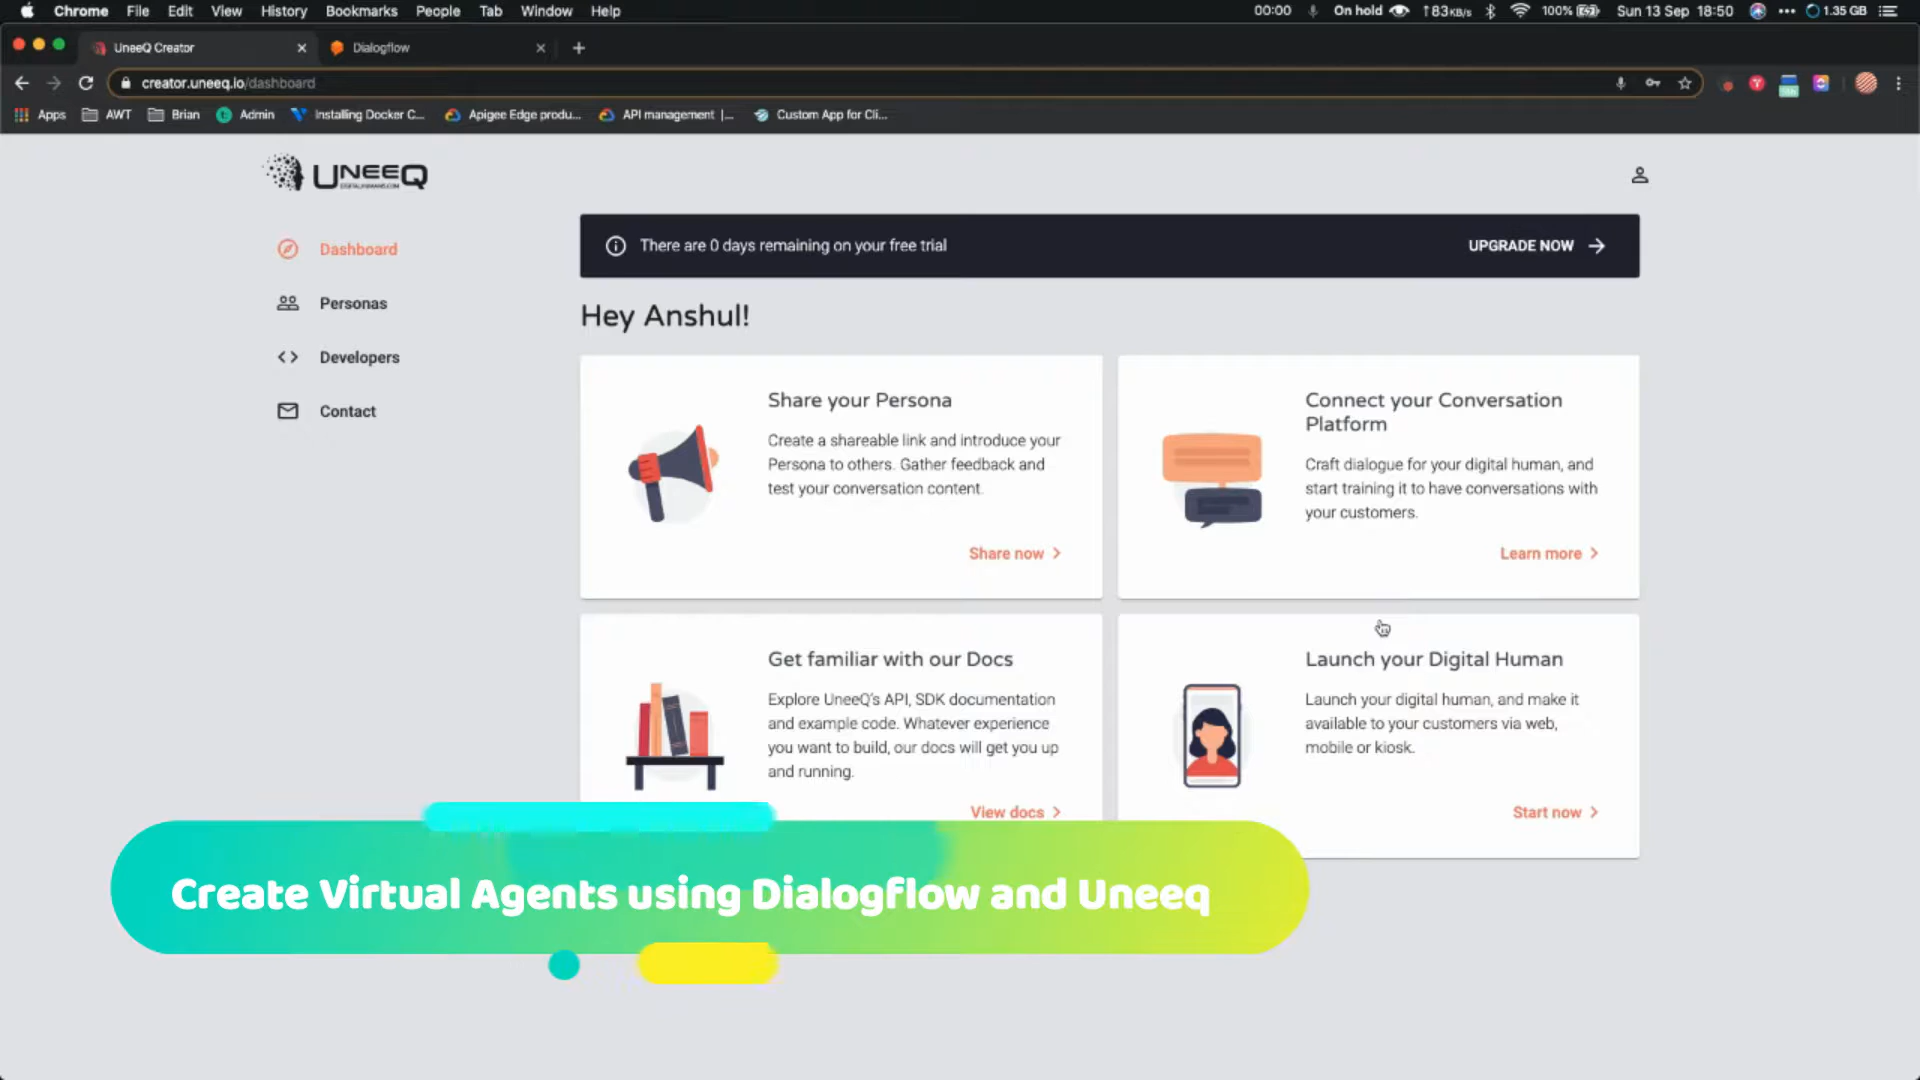 Chrome File Edit View History Bookmarks People Tab Window Help 00:00 On hold 83KB/s 100% Sun 13 Sep 18:50 1.35 GB
UneeQ Creator Dialogflow
creator.uneeq.io/dashboard
Apps AWT Brian Admin Installing Docker C... Apigee Edge produ... API management |... Custom App for Cli...
UNEEQ
Dashboard
Personas
Developers
Contact
There are 0 days remaining on your free trial UPGRADE NOW
Hey Anshul!
Share your Persona
Create a shareable link and introduce your
Persona to others. Gather feedback and
test your conversation content.
Share now
Connect your Conversation
Platform
Craft dialogue for your digital human, and
start training it to have conversations with
your customers.
Learn more
Get familiar with our Docs
Explore UneeQ's API, SDK documentation
and example code. Whatever experience
you want to build, our docs will get you up
and running.
View docs
Launch your Digital Human
Launch your digital human, and make it
available to your customers via web,
mobile or kiosk.
Start now
Create Virtual Agents using Dialogflow and Uneeq